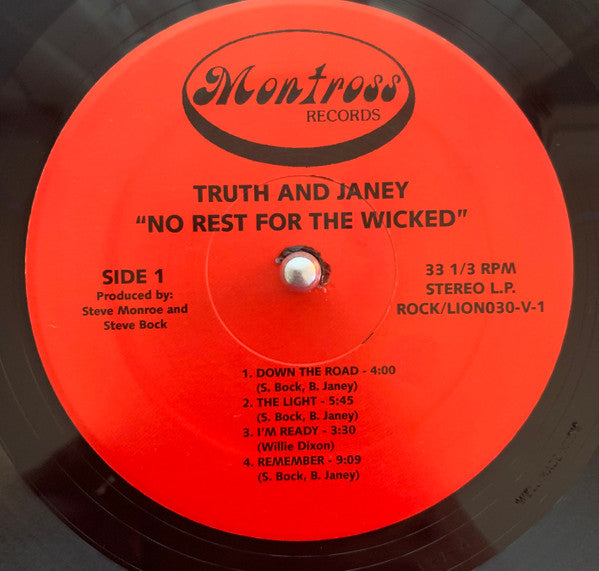 Montross
RECORDS
TRUTH AND JANEY
“NO REST FOR THE WICKED”
SIDE 1
Produced by:
Steve Monroe and
Steve Bock
33 1/3 RPM
STEREO L.P.
ROCK/LION030-V-1
1. DOWN THE ROAD - 4:00
(S. Bock, B. Janey)
2. THE LIGHT - 5:45
(S. Bock, B. Janey)
3. I'M READY - 3:30
(Willie Dixon)
4. REMEMBER - 9:09
(S. Bock, B. Janey)